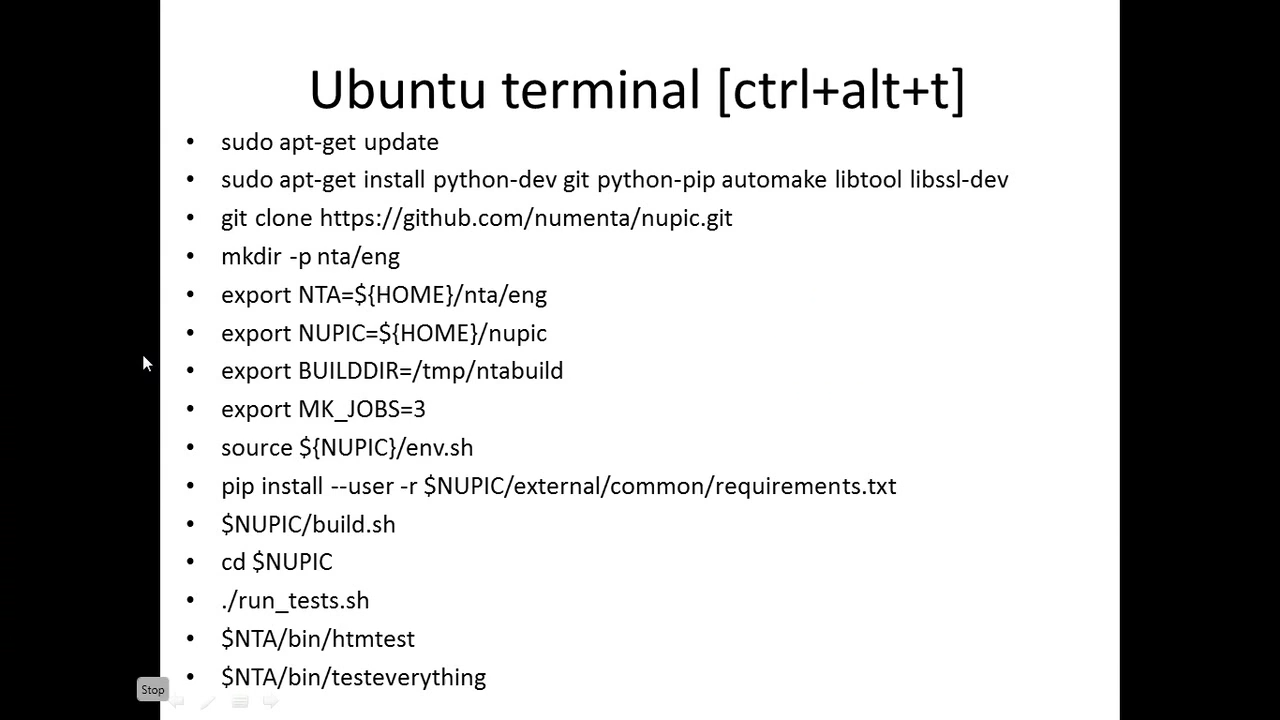 Ubuntu terminal [ctrl+alt+t]
• sudo apt-get update
• sudo apt-get install python-dev git python-pip automake libtool libssl-dev
• git clone https://github.com/numenta/nupic.git
• mkdir -p nta/eng
• export NTA=${HOME}/nta/eng
• export NUPIC=${HOME}/nupic
• export BUILDDIR=/tmp/ntabuild
• export MK_JOBS=3
• source ${NUPIC}/env.sh
• pip install --user -r $NUPIC/external/common/requirements.txt
• $NUPIC/build.sh
• cd $NUPIC
• ./run_tests.sh
• $NTA/bin/htmtest
• $NTA/bin/testeverything
Stop